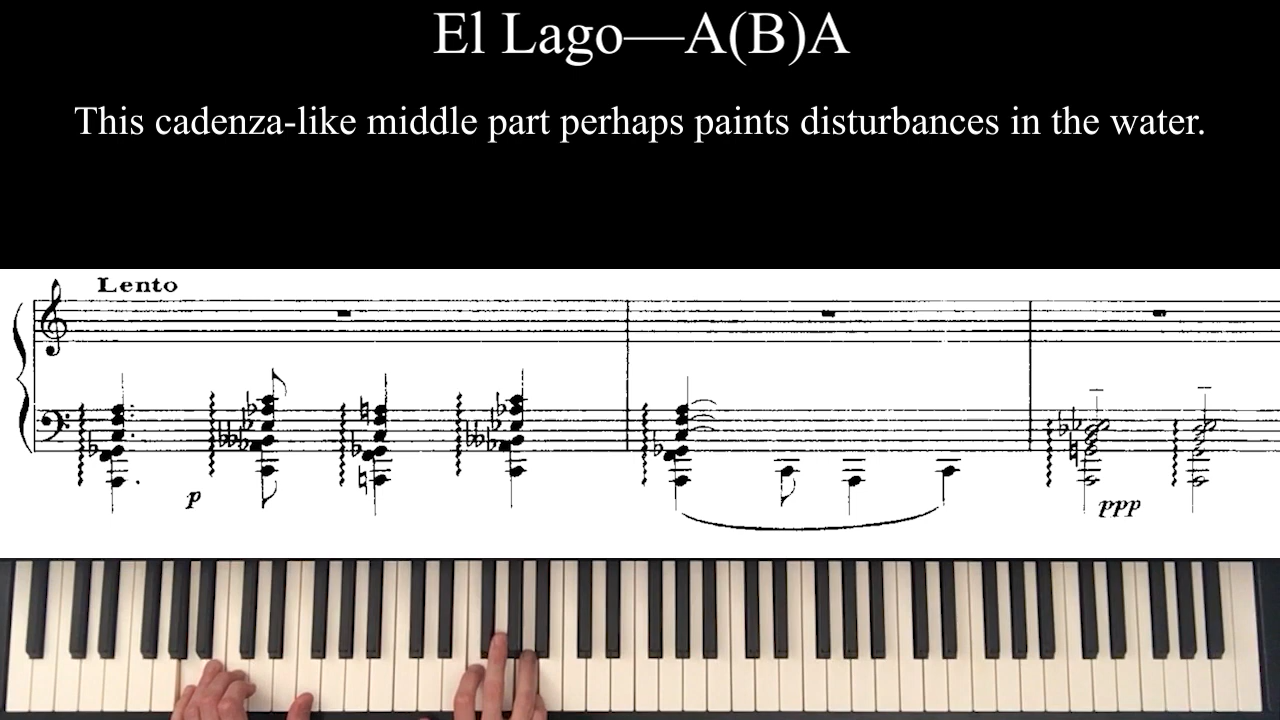 El Lago—A(B)A
This cadenza-like middle part perhaps paints disturbances in the water.
Lento
p
ppp